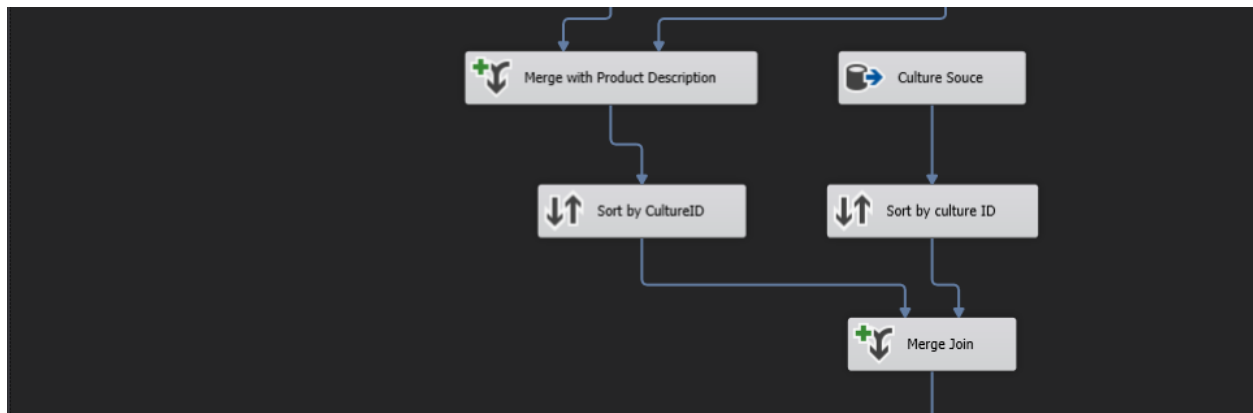 Merge with Product Description
Culture Souce
Sort by CultureID
Sort by culture ID
Merge Join